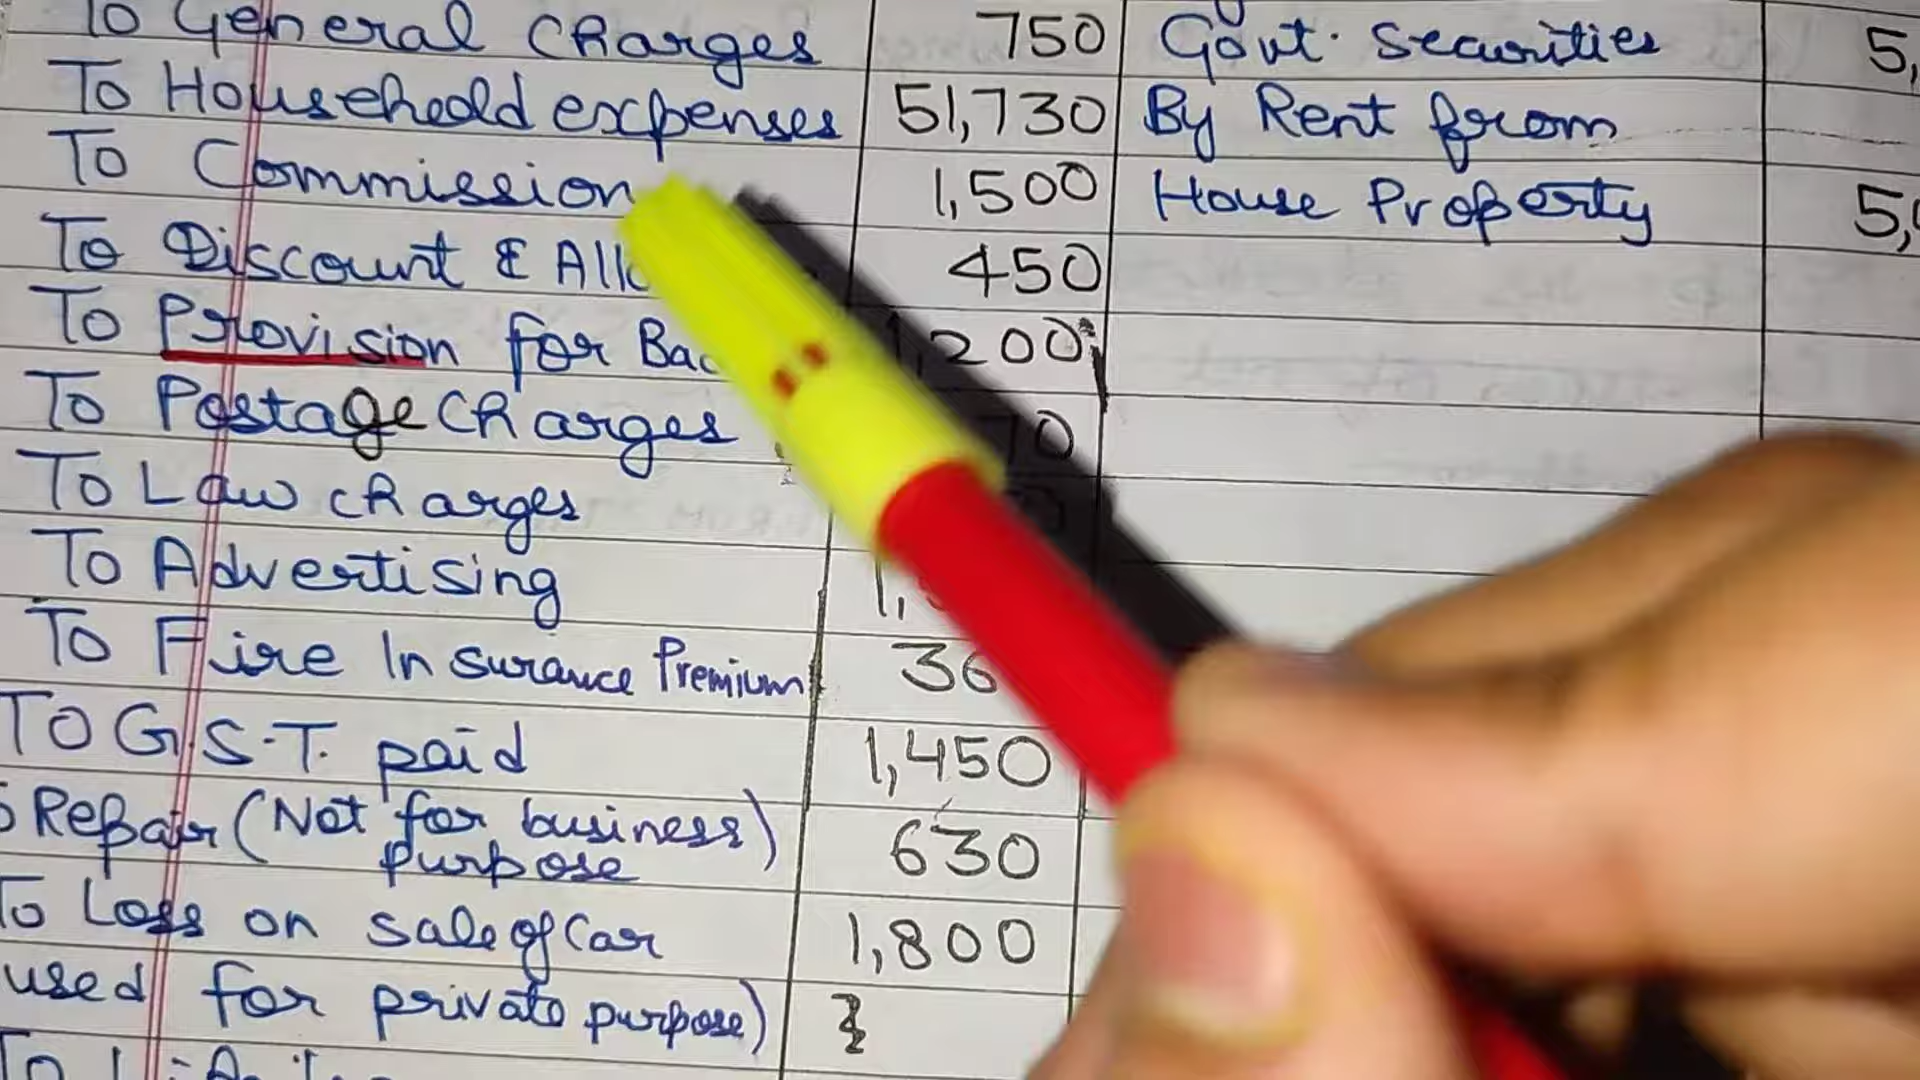 To General Charges 750 Govt. Securities 5,
To Household expenses 51,730 By Rent from
To Commission 1,500 House Property 5,
To Discount & 450
To Provision for 200
To Postage Charges
To Law charges
To Advertising 1,
To Fire Insurance Premium 36
To G.S.T. paid 1,450
Repair (Not for business) 630
purpose
To Loss on sale of Car 1,800
used for private purpose)